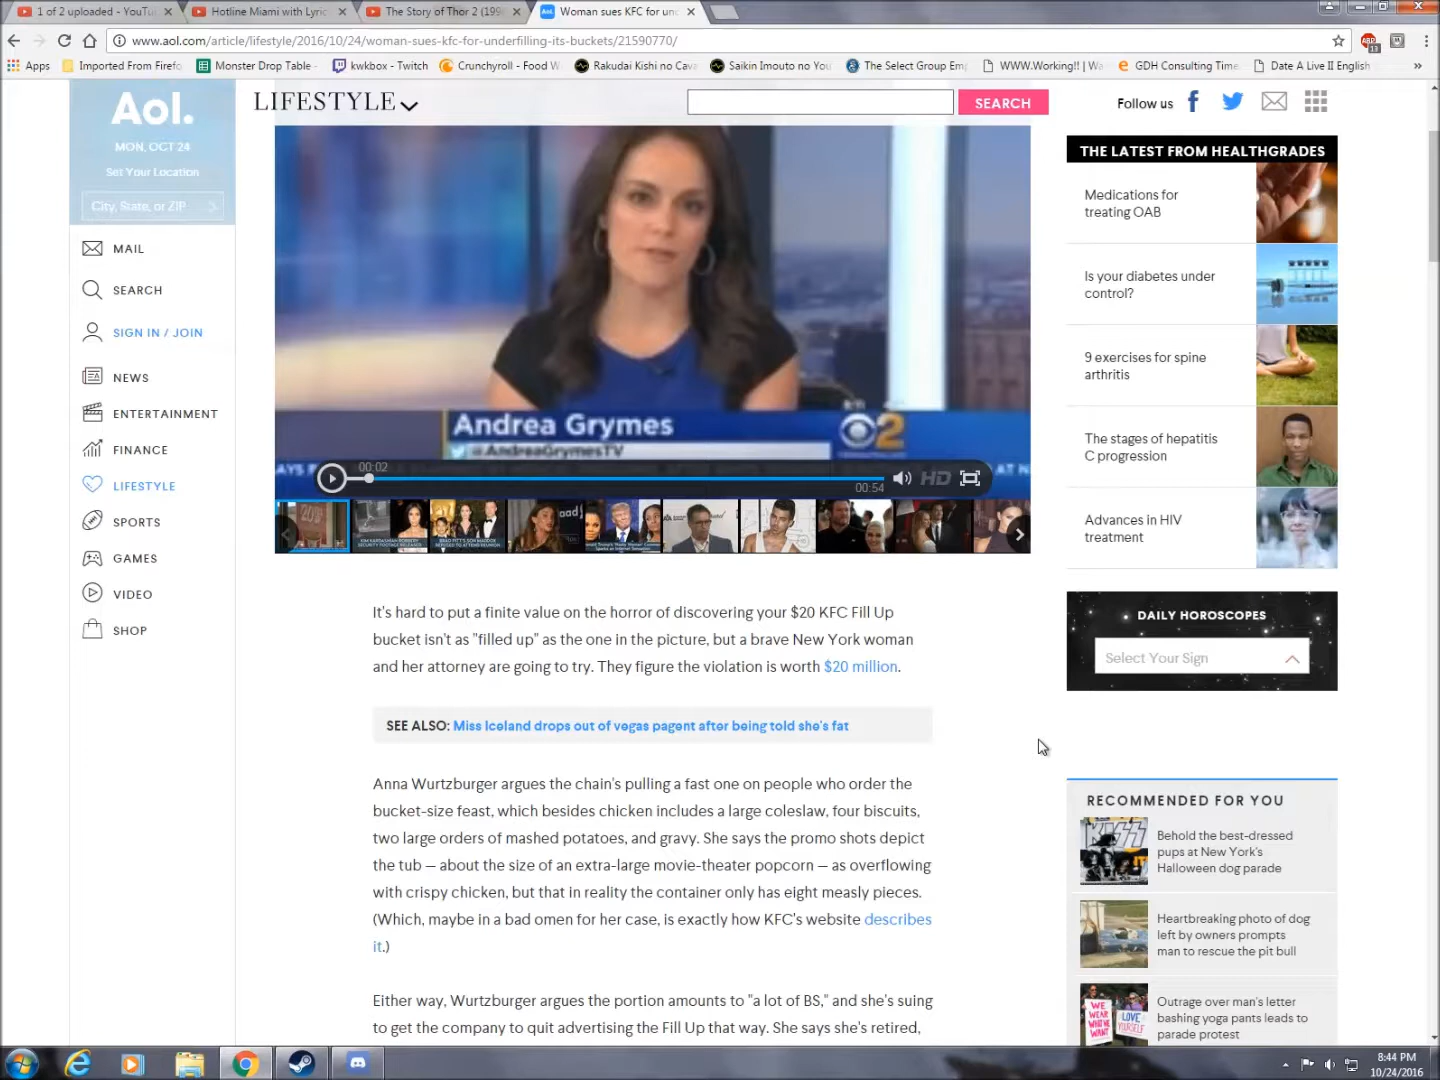 1 of 2 uploaded - YouTu
Hotline Miami with Lyric
The Story of Thor 2 (199
Aol. Woman sues KFC for unc
www.aol.com/article/lifestyle/2016/10/24/woman-sues-kfc-for-underfilling-its-buckets/21590770/
ABP
13
Apps
Imported From Firefo
Monster Drop Table -
kwkbox - Twitch
Crunchyroll - Food W
Rakudai Kishi no Cava
Saikin Imouto no You
The Select Group Emp
WWW.Working!! | Wa
GDH Consulting Time
Date A Live II English
»
Aol.
MON, OCT 24
Set Your Location
City, State, or ZIP
LIFESTYLE
SEARCH
Follow us
MAIL
SEARCH
SIGN IN / JOIN
NEWS
ENTERTAINMENT
FINANCE
LIFESTYLE
SPORTS
GAMES
VIDEO
SHOP
Andrea Grymes
@AndreaGrymesTV
2
00:02
00:54
HD
THE LATEST FROM HEALTHGRADES
Medications for
treating OAB
Is your diabetes under
control?
9 exercises for spine
arthritis
The stages of hepatitis
C progression
Advances in HIV
treatment
DAILY HOROSCOPES
Select Your Sign
It's hard to put a finite value on the horror of discovering your $20 KFC Fill Up
bucket isn't as "filled up" as the one in the picture, but a brave New York woman
and her attorney are going to try. They figure the violation is worth $20 million.
SEE ALSO: Miss Iceland drops out of vegas pagent after being told she's fat
Anna Wurtzburger argues the chain's pulling a fast one on people who order the
bucket-size feast, which besides chicken includes a large coleslaw, four biscuits,
two large orders of mashed potatoes, and gravy. She says the promo shots depict
the tub — about the size of an extra-large movie-theater popcorn — as overflowing
with crispy chicken, but that in reality the container only has eight measly pieces.
(Which, maybe in a bad omen for her case, is exactly how KFC's website describes
it.)
Either way, Wurtzburger argues the portion amounts to "a lot of BS," and she's suing
to get the company to quit advertising the Fill Up that way. She says she's retired,
RECOMMENDED FOR YOU
Behold the best-dressed
pups at New York's
Halloween dog parade
Heartbreaking photo of dog
left by owners prompts
man to rescue the pit bull
WE WEAR WHAT WE WANT
LOVE YOURSELF
Outrage over man's letter
bashing yoga pants leads to
parade protest
8:44 PM
10/24/2016